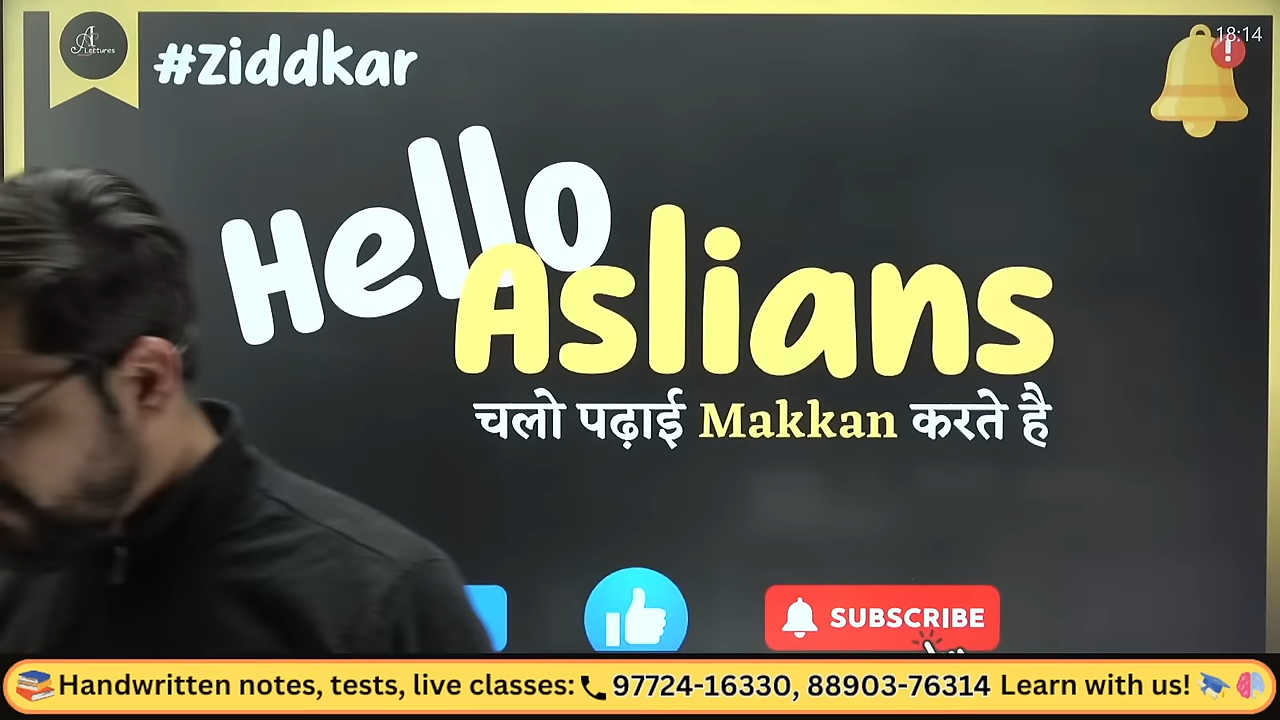 A
Lectures
#ziddkar
18:14
Hello
Aslians
चलो पढ़ाई Makkan करते है
SUBSCRIBE
Handwritten notes, tests, live classes: 97724-16330, 88903-76314 Learn with us!